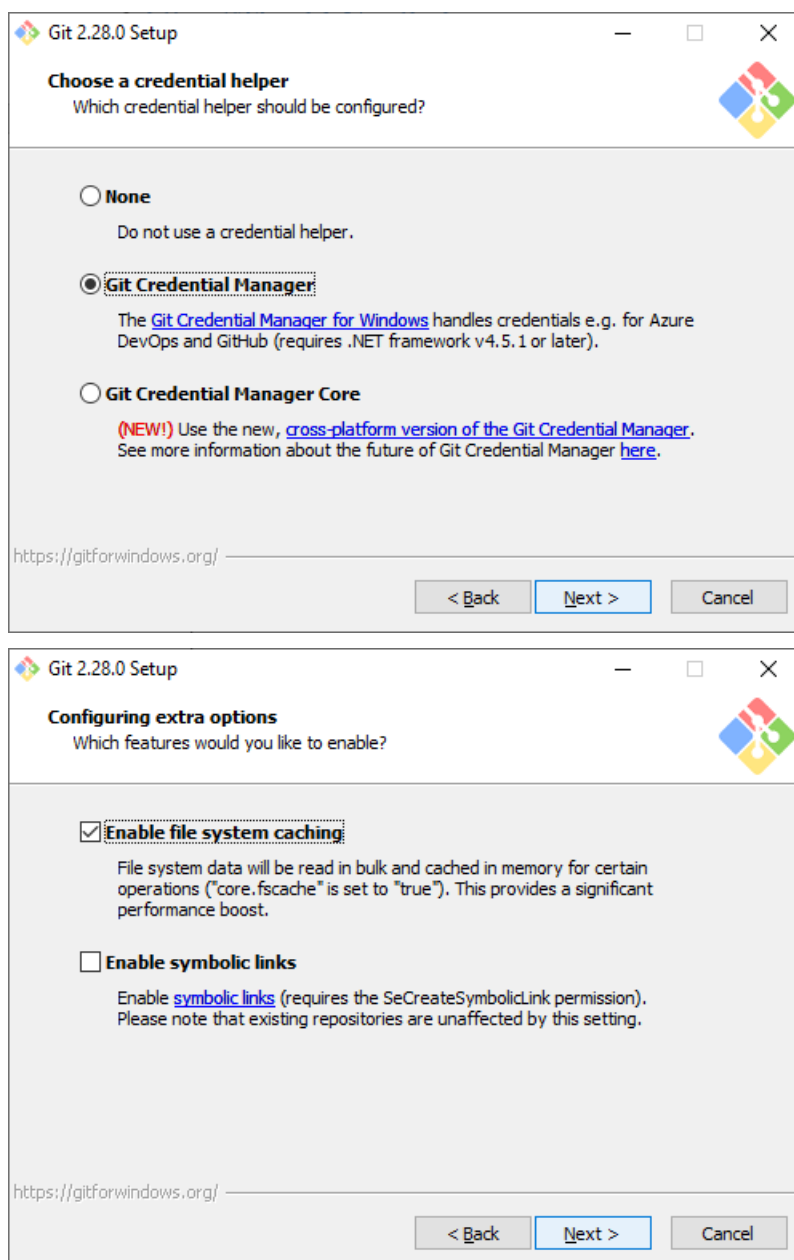 Git 2.28.0 Setup
Choose a credential helper
Which credential helper should be configured?
None
Do not use a credential helper.
Git Credential Manager
The Git Credential Manager for Windows handles credentials e.g. for Azure
DevOps and GitHub (requires .NET framework v4.5.1 or later).
Git Credential Manager Core
(NEW!) Use the new, cross-platform version of the Git Credential Manager.
See more information about the future of Git Credential Manager here.
https://gitforwindows.org/
< Back Next > Cancel
Git 2.28.0 Setup
Configuring extra options
Which features would you like to enable?
Enable file system caching
File system data will be read in bulk and cached in memory for certain
operations ("core.fscache" is set to "true"). This provides a significant
performance boost.
Enable symbolic links
Enable symbolic links (requires the SeCreateSymbolicLink permission).
Please note that existing repositories are unaffected by this setting.
https://gitforwindows.org/
< Back Next > Cancel